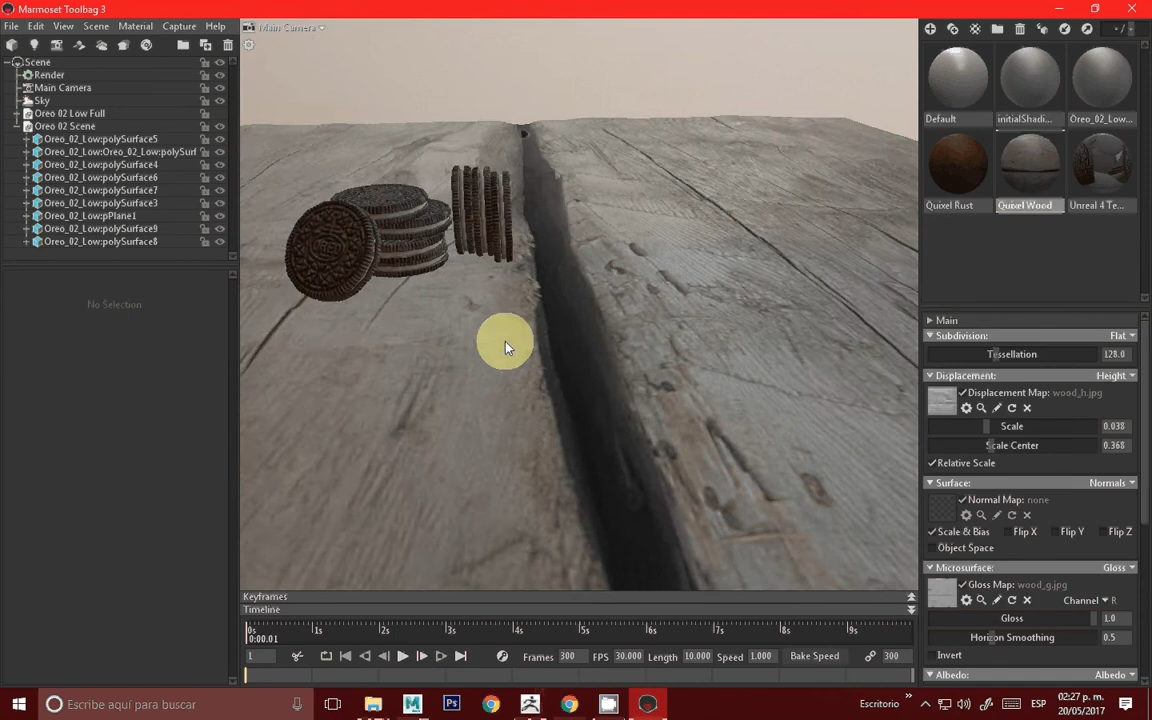 Marmoset Toolbag 3
File Edit View Scene Material Capture Help
Main Camera
Scene
Render
Main Camera
Sky
Oreo 02 Low Full
Oreo 02 Scene
Oreo_02_Low:polySurface5
Oreo_02_Low:Oreo_02_Low:polySurf
Oreo_02_Low:polySurface4
Oreo_02_Low:polySurface6
Oreo_02_Low:polySurface7
Oreo_02_Low:polySurface3
Oreo_02_Low:pPlane1
Oreo_02_Low:polySurface9
Oreo_02_Low:polySurface8
No Selection
Default initialShadi... Oreo_02_Low...
Quixel Rust Quixel Wood Unreal 4 Te...
Main
Subdivision: Flat
Tessellation 128.0
Displacement: Height
Displacement Map: wood_h.jpg
Scale 0.038
Scale Center 0.368
Relative Scale
Surface: Normals
Normal Map: none
Scale & Bias Flip X Flip Y Flip Z
Object Space
Microsurface: Gloss
Gloss Map: wood_g.jpg
Channel R
Gloss 1.0
Horizon Smoothing 0.5
Invert
Albedo: Albedo
Keyframes
Timeline
0s 1s 2s 3s 4s 5s 6s 7s 8s 9s
0:00.01
1 Frames 300 FPS 30.000 Length 10.000 Speed 1.000 Bake Speed 300
Escribe aquí para buscar
Escritorio
ESP
02:27 p. m.
20/05/2017